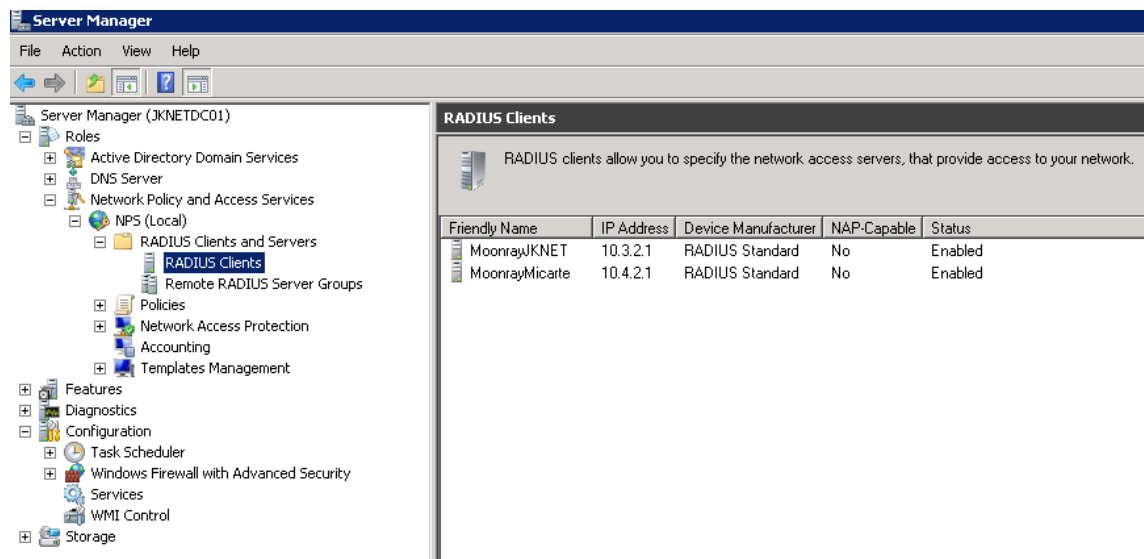 Server Manager
File Action View Help
Server Manager (JKNETDC01)
Roles
Active Directory Domain Services
DNS Server
Network Policy and Access Services
NPS (Local)
RADIUS Clients and Servers
RADIUS Clients
Remote RADIUS Server Groups
Policies
Network Access Protection
Accounting
Templates Management
Features
Diagnostics
Configuration
Task Scheduler
Windows Firewall with Advanced Security
Services
WMI Control
Storage
RADIUS Clients
RADIUS clients allow you to specify the network access servers, that provide access to your network.
Friendly Name IP Address Device Manufacturer NAP-Capable Status
MoonrayJKNET 10.3.2.1 RADIUS Standard No Enabled
MoonrayMicarte 10.4.2.1 RADIUS Standard No Enabled